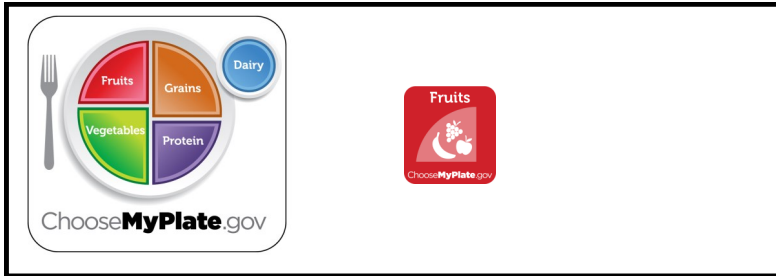 Fruits
Grains
Dairy
Vegetables
Protein
ChooseMyPlate.gov
Fruits
ChooseMyPlate.gov